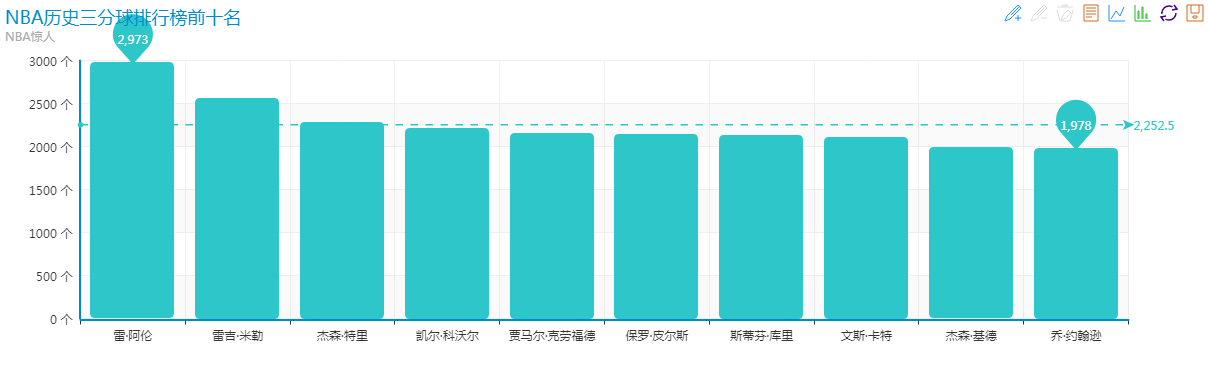 NBA历史三分球排行榜前十名
NBA惊人
2,973
3000 个
2500 个
2000 个
1500 个
1000 个
500 个
0 个
1,978
2,252.5
雷·阿伦
雷吉·米勒
杰森·特里
凯尔·科沃尔
贾马尔·克劳福德
保罗·皮尔斯
斯蒂芬·库里
文斯·卡特
杰森·基德
乔·约翰逊